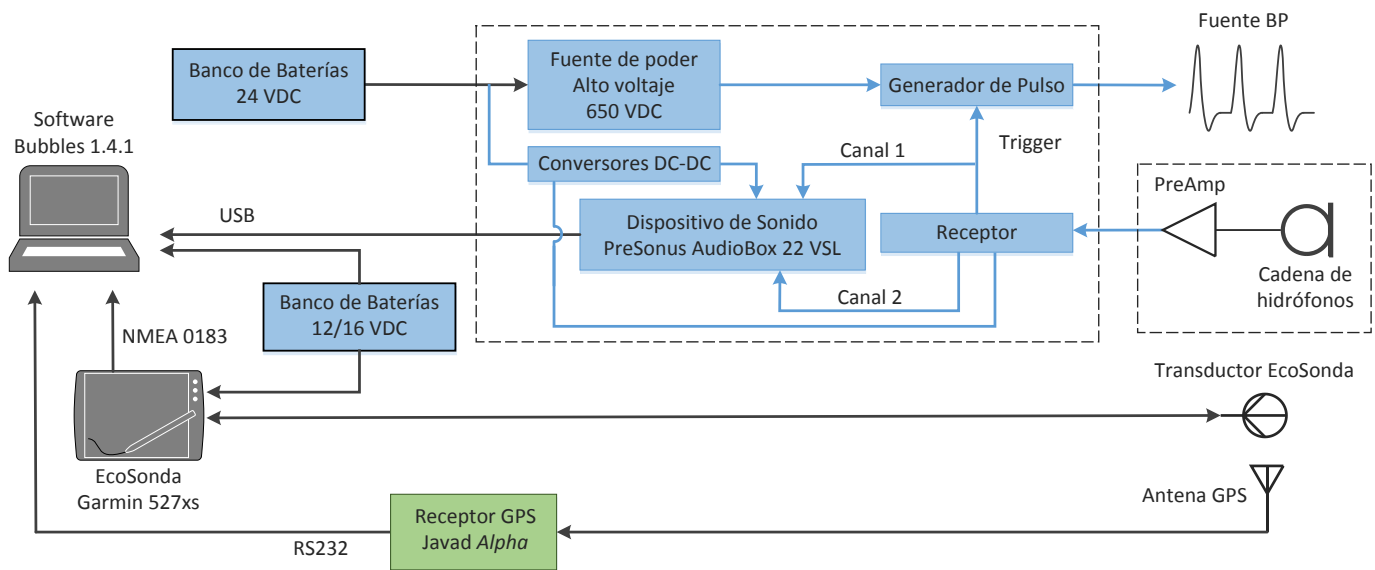 Fuente BP
Banco de Baterías
24 VDC
Fuente de poder
Alto voltaje
650 VDC
Generador de Pulso
Software
Bubbles 1.4.1
Canal 1
Trigger
Conversores DC-DC
PreAmp
USB
Dispositivo de Sonido
PreSonus AudioBox 22 VSL
Receptor
Cadena de
hidrófonos
Canal 2
Banco de Baterías
12/16 VDC
NMEA 0183
Transductor EcoSonda
EcoSonda
Garmin 527xs
Antena GPS
Receptor GPS
Javad Alpha
RS232